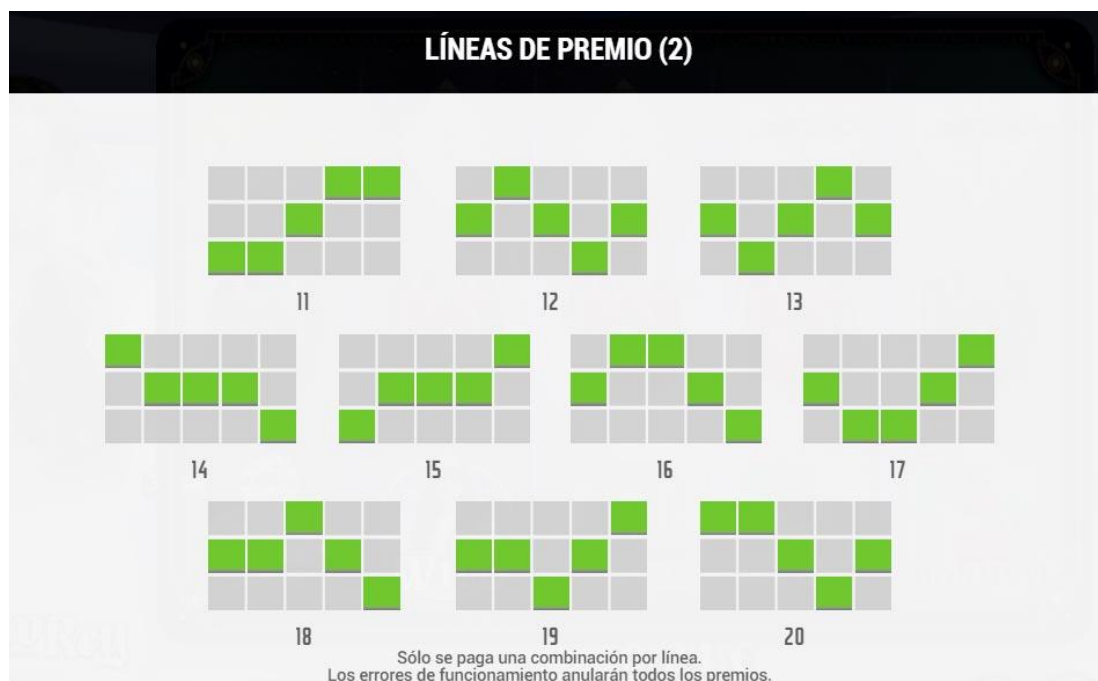 LÍNEAS DE PREMIO (2)
11 12 13
14 15 16 17
18 19 20
Sólo se paga una combinación por línea.
Los errores de funcionamiento anularán todos los premios.